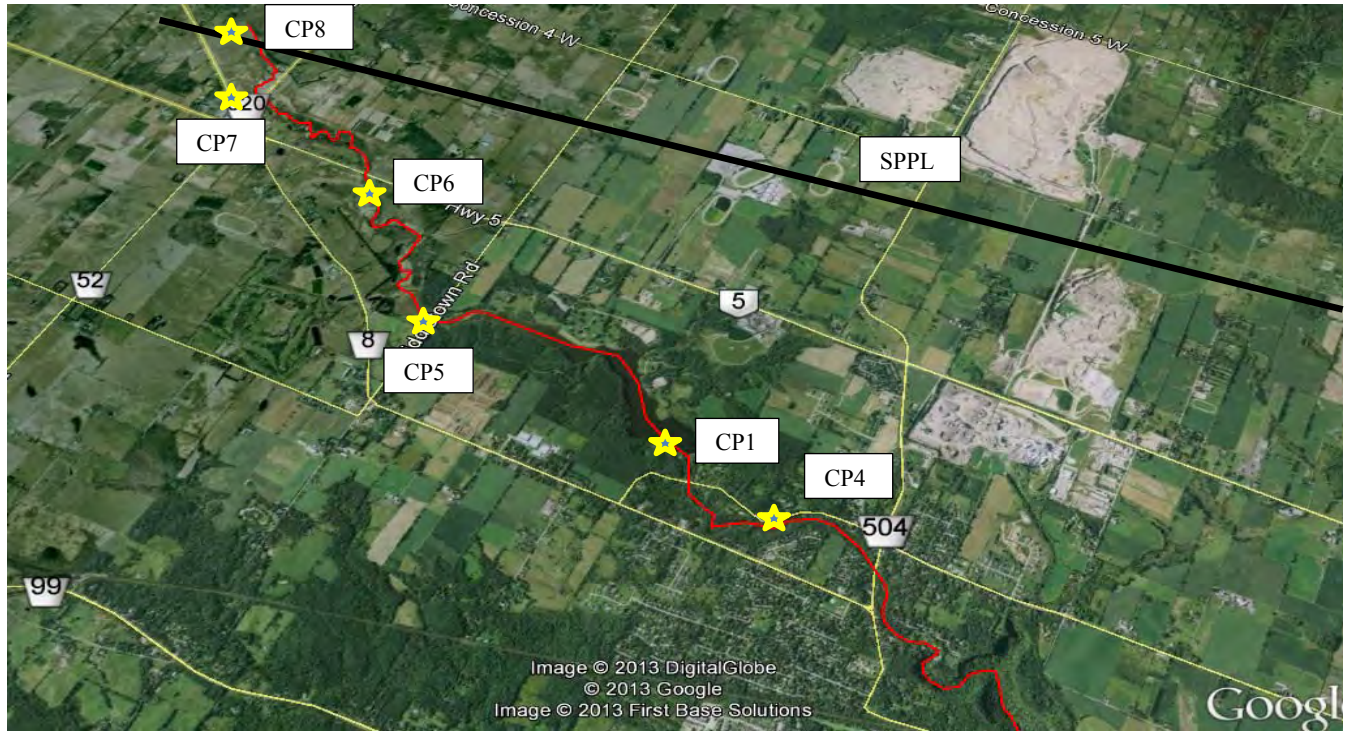 CP8
Concession 4-W
Concession 5-W
20
CP7
SPPL
CP6
Hwy 5
52
5
8
CP5
CP1
CP4
504
99
Image © 2013 DigitalGlobe
© 2013 Google
Image © 2013 First Base Solutions
Google